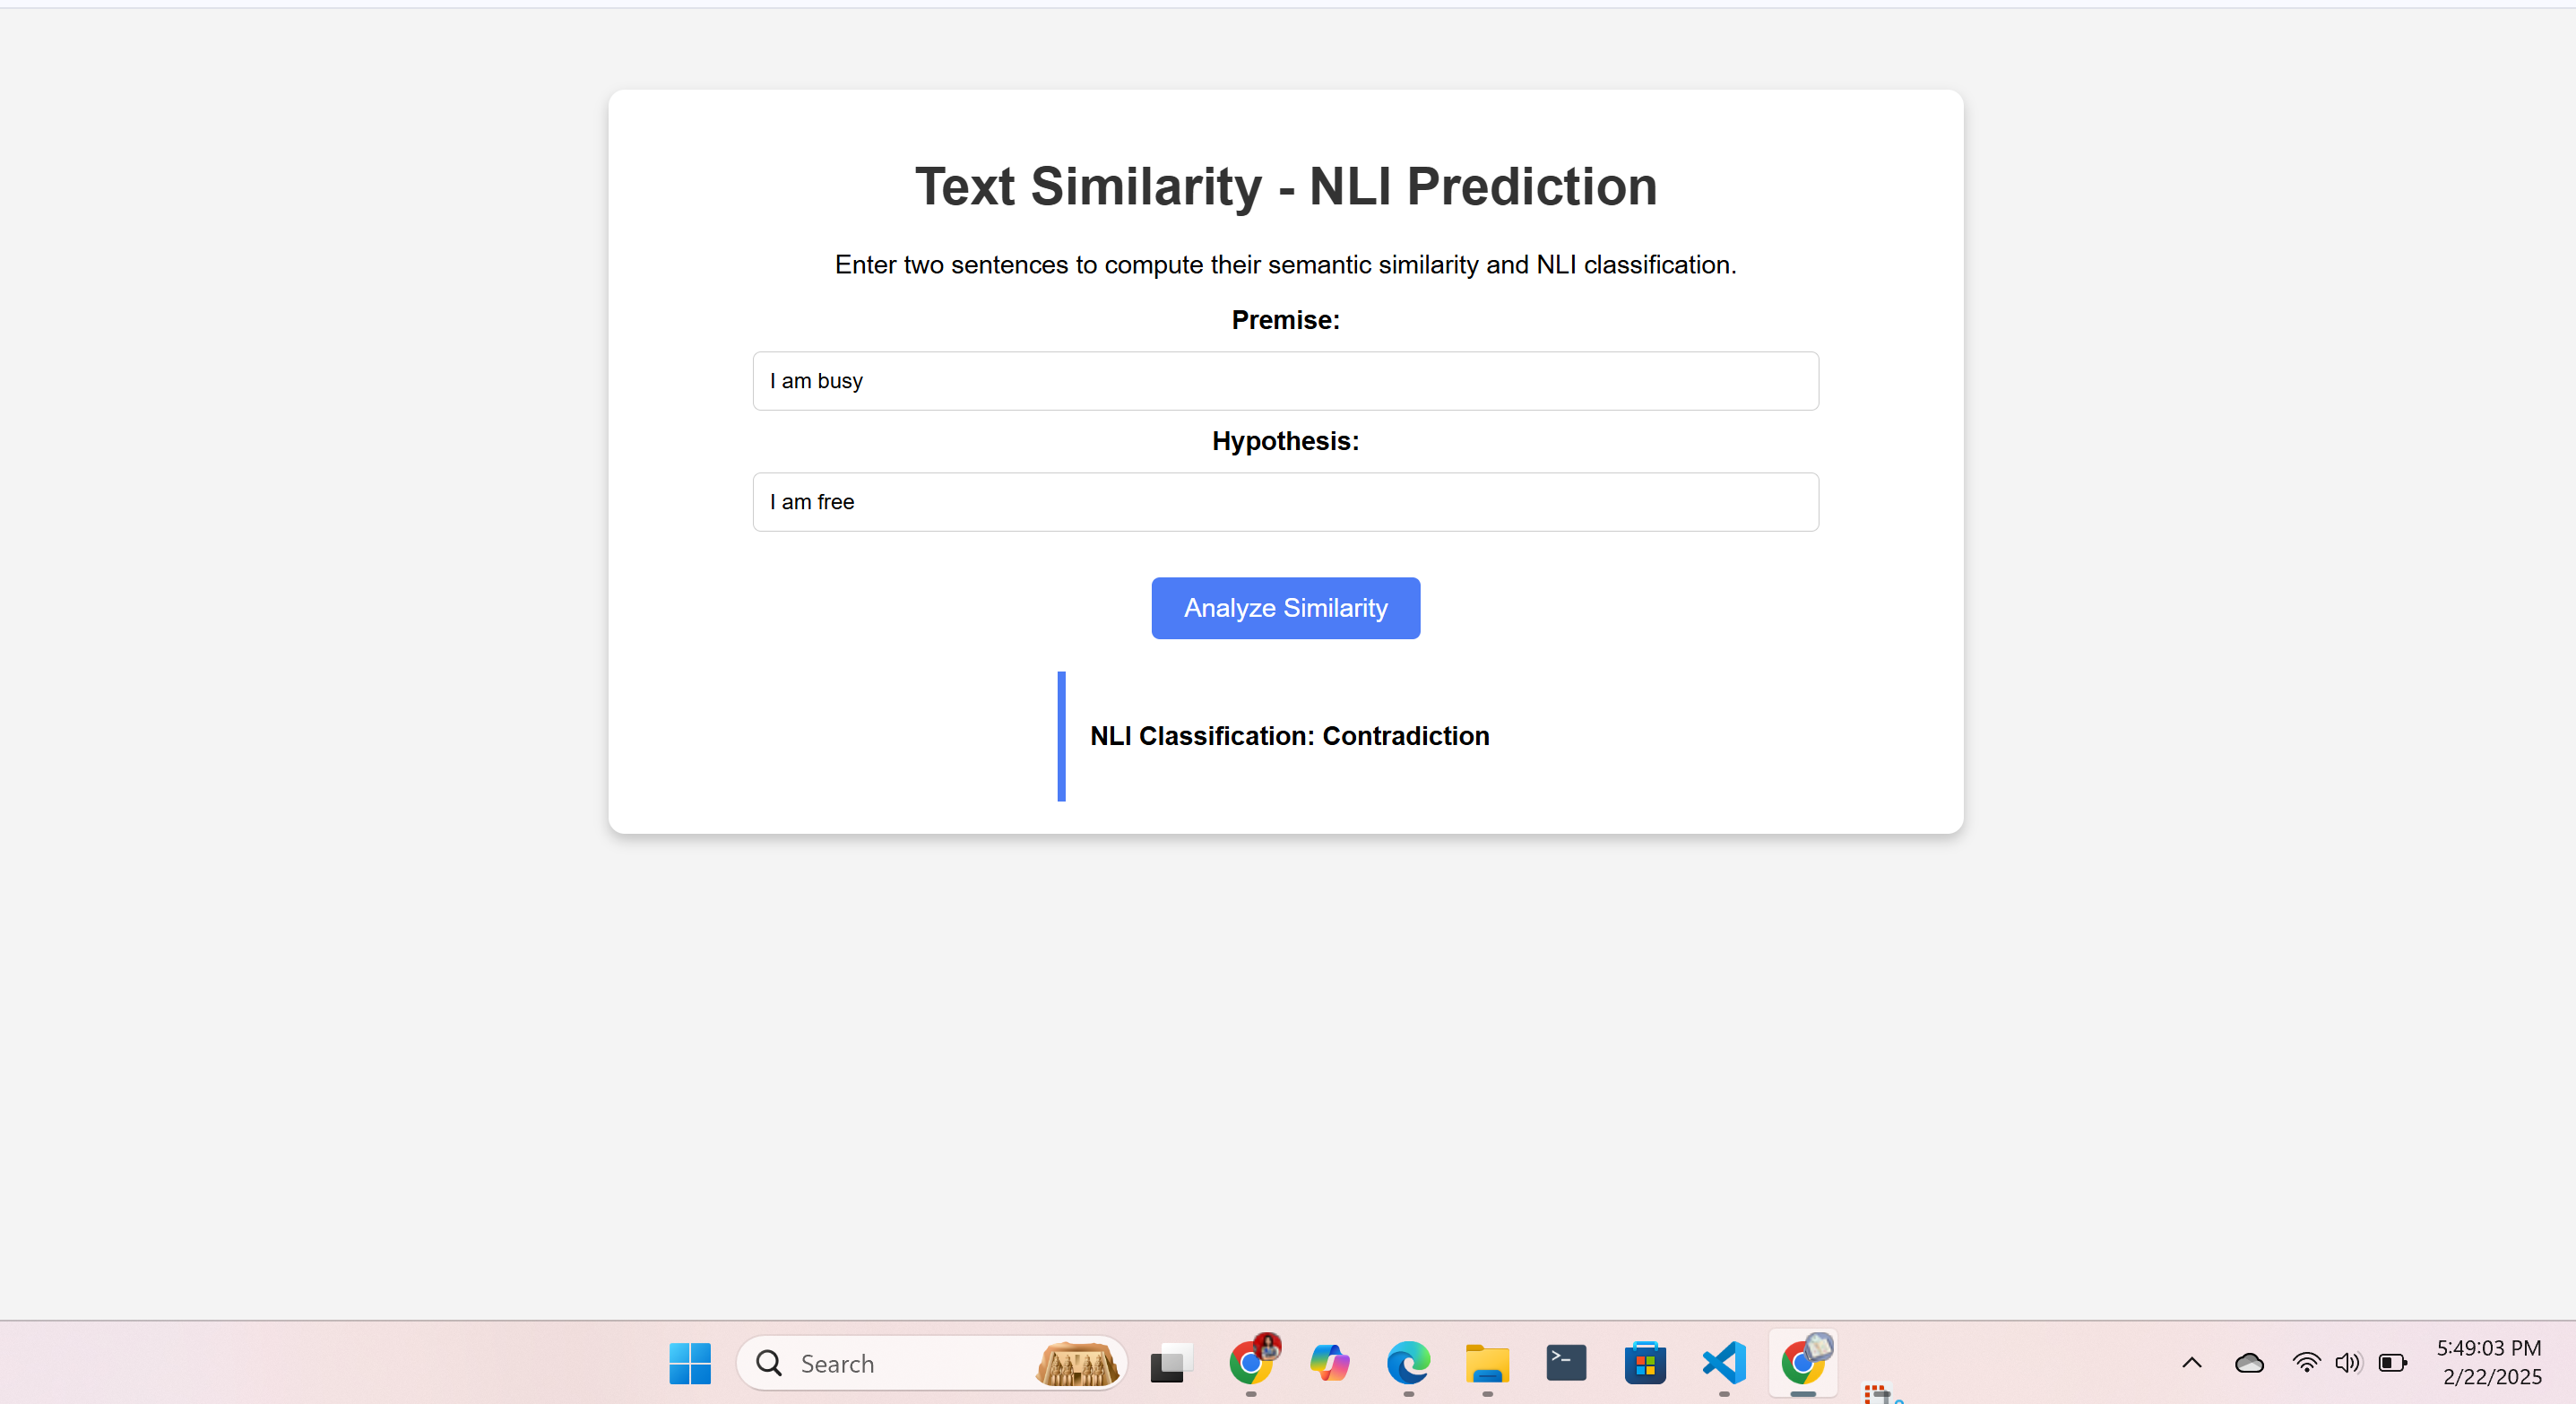 Text Similarity - NLI Prediction
Enter two sentences to compute their semantic similarity and NLI classification.
Premise:
I am busy
Hypothesis:
I am free
Analyze Similarity
NLI Classification: Contradiction
Search
5:49:03 PM
2/22/2025